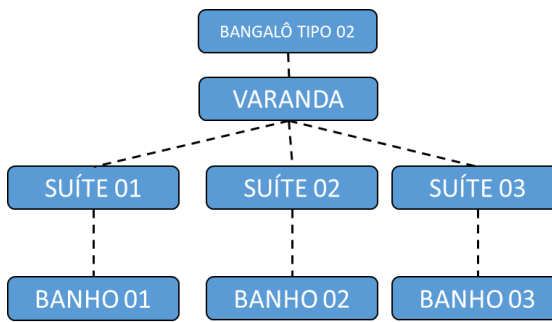 BANGALÔ TIPO 02
VARANDA
SUÍTE 01
SUÍTE 02
SUÍTE 03
BANHO 01
BANHO 02
BANHO 03